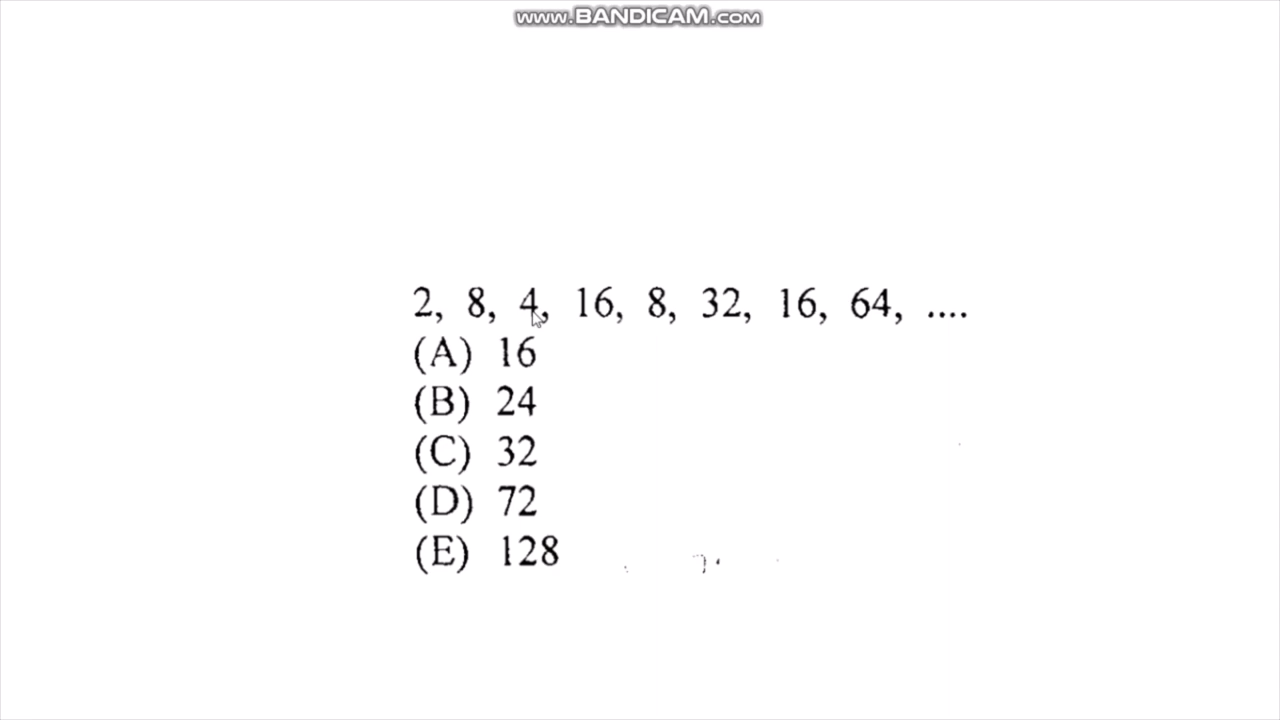 www.BANDICAM.com
2, 8, 4, 16, 8, 32, 16, 64, ....
(A) 16
(B) 24
(C) 32
(D) 72
(E) 128